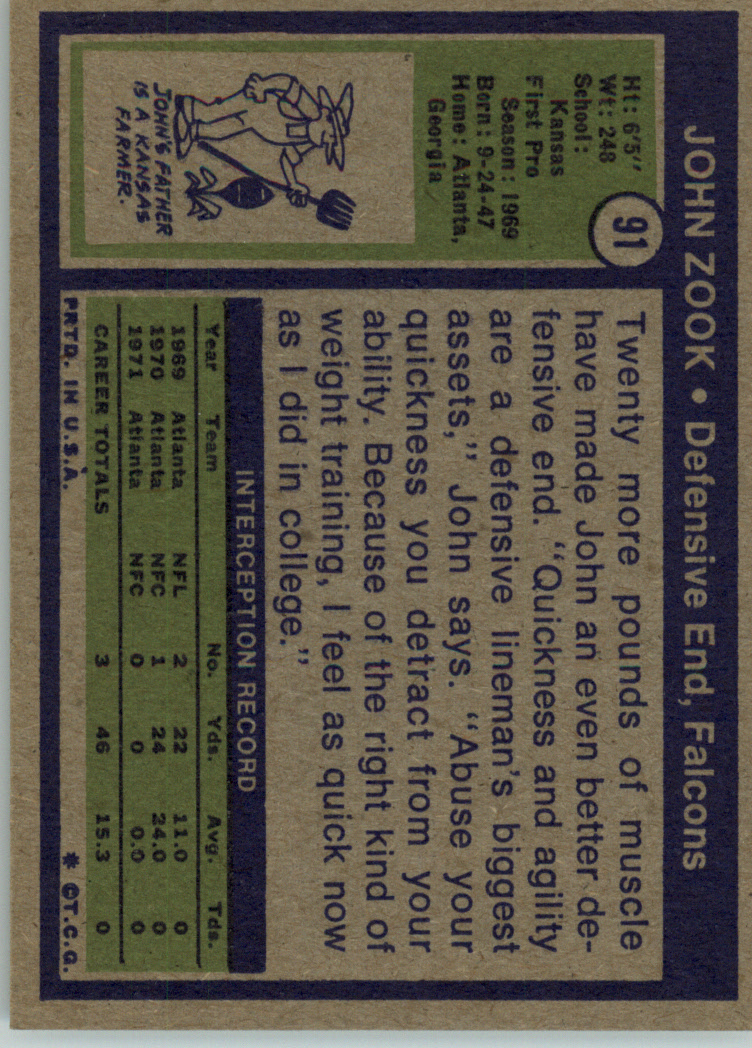 JOHN ZOOK • Defensive End, Falcons
91
Ht: 6'5"
Wt: 248
School:
Kansas
First Pro
Season: 1969
Born: 9-24-47
Home: Atlanta,
Georgia
JOHN'S FATHER
IS A KANSAS
FARMER.
Twenty more pounds of muscle
have made John an even better de-
fensive end. "Quickness and agility
are a defensive lineman's biggest
assets," John says. "Abuse your
quickness you detract from your
ability. Because of the right kind of
weight training, I feel as quick now
as I did in college."
INTERCEPTION RECORD
Year Team No. Yds. Avg. Tds.
1969 Atlanta NFL 2 22 11.0 0
1970 Atlanta NFC 1 24 24.0 0
1971 Atlanta NFC 0 0 0.0 0
CAREER TOTALS 3 46 15.3 0
PRTD. IN U.S.A. * ©T.C.G.